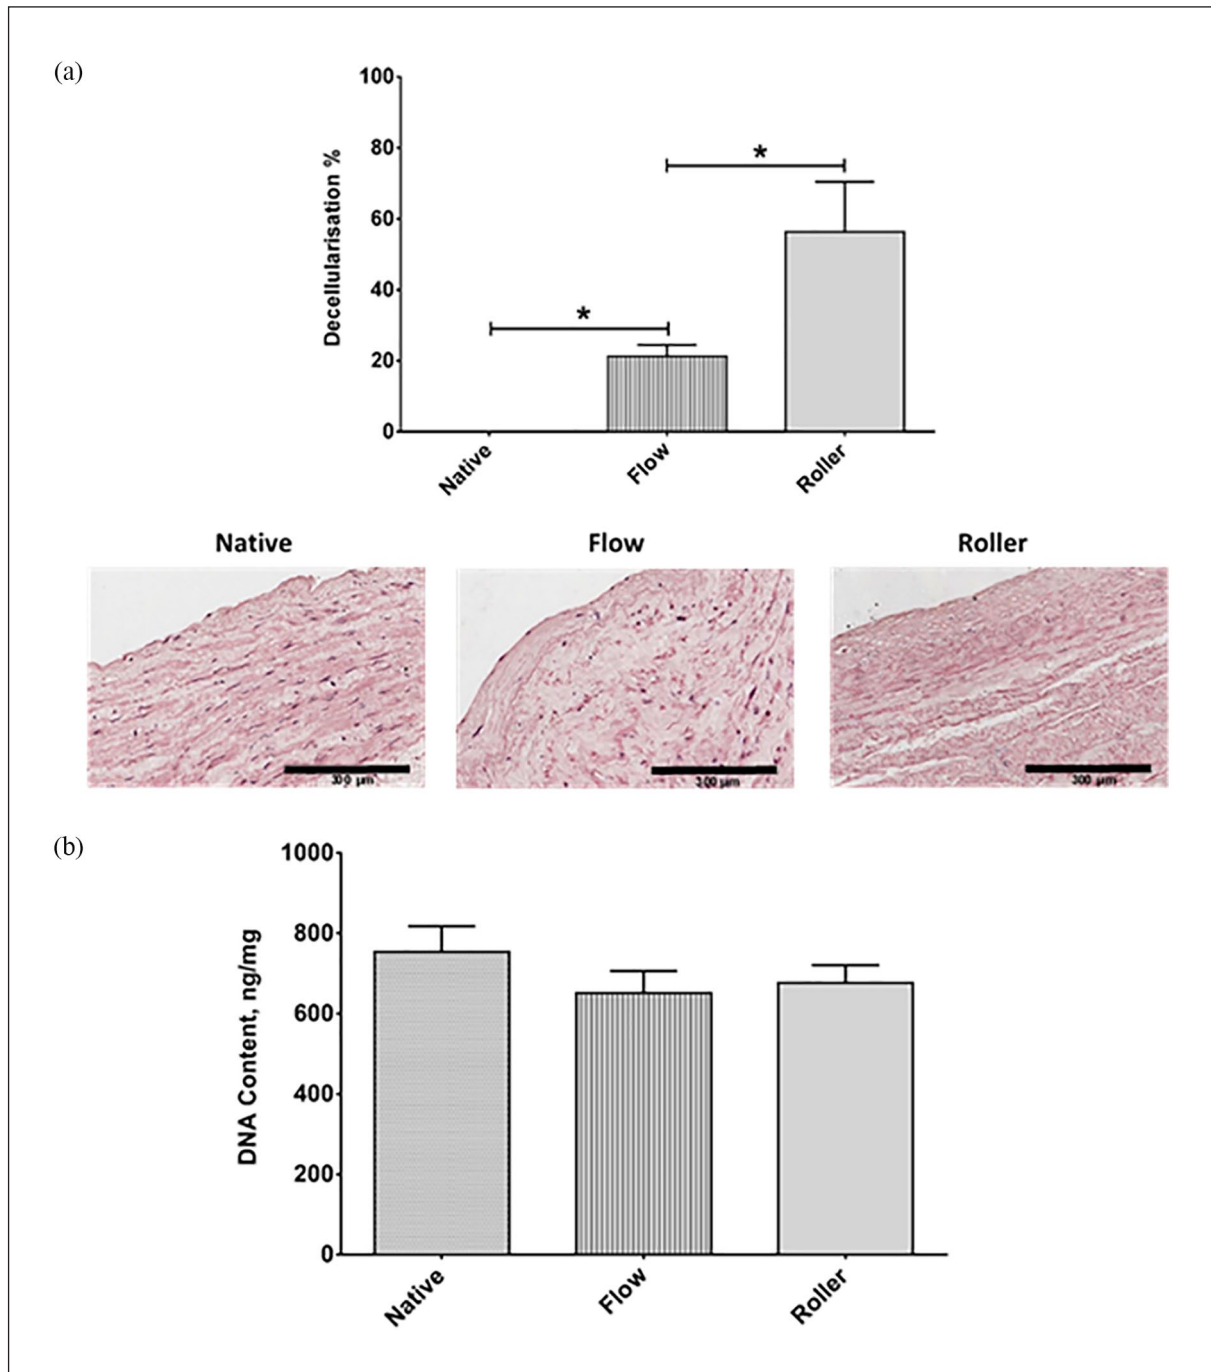 (a)
100
80
60
40
20
0
Decellularisation %
*
*
Native
Flow
Roller
Native Flow Roller
300 µm 300 µm 300 µm
(b)
1000
800
600
400
200
0
DNA Content, ng/mg
Native
Flow
Roller